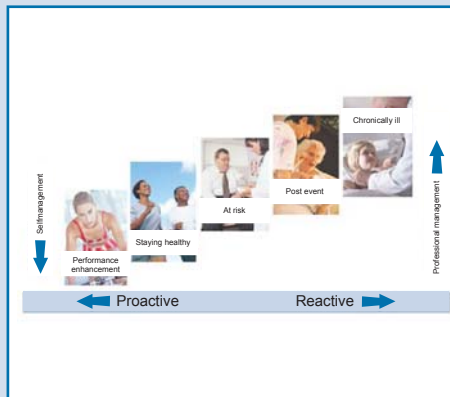 Chronically ill
Post event
At risk
Staying healthy
Performance
enhancement
Selfmanagement
Professional management
Proactive
Reactive